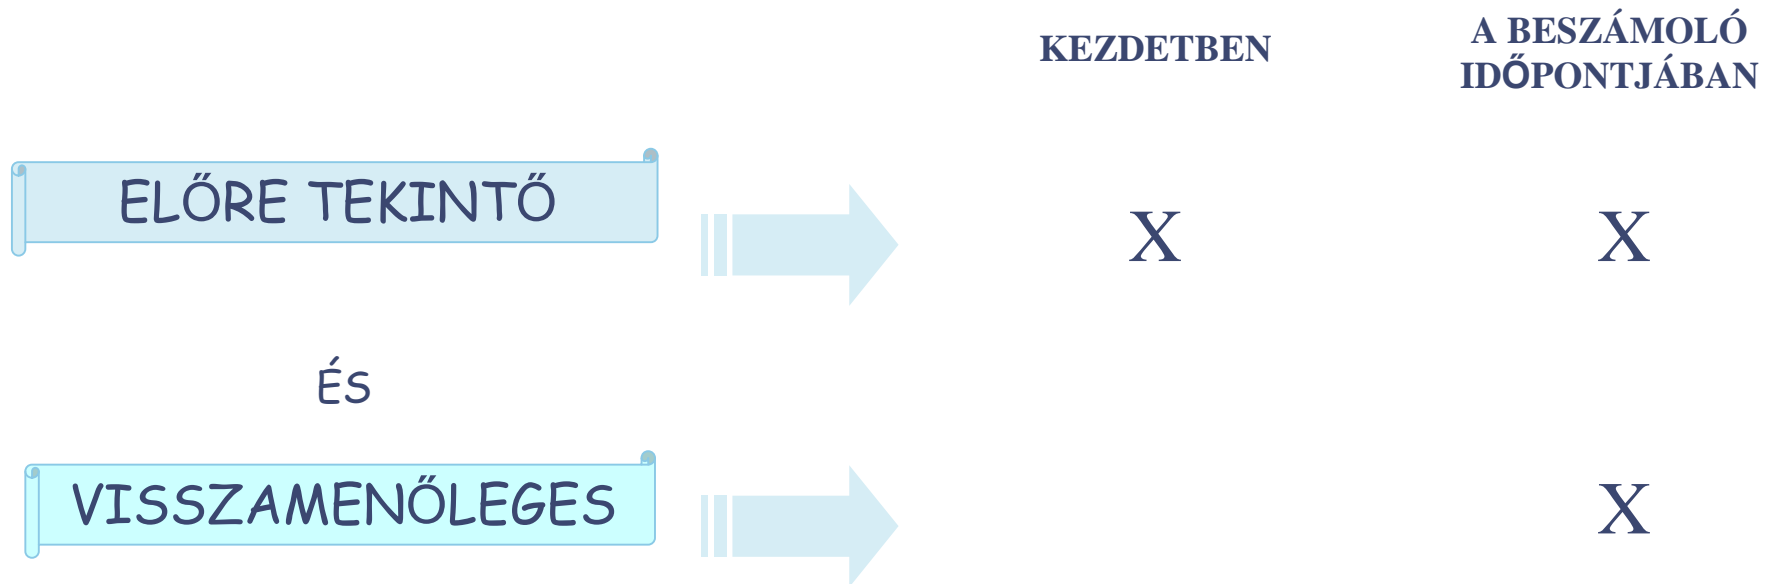 KEZDETBEN
A BESZÁMOLÓ
IDŐPONTJÁBAN
ELŐRE TEKINTŐ
X X
ÉS
VISSZAMENŐLEGES
X